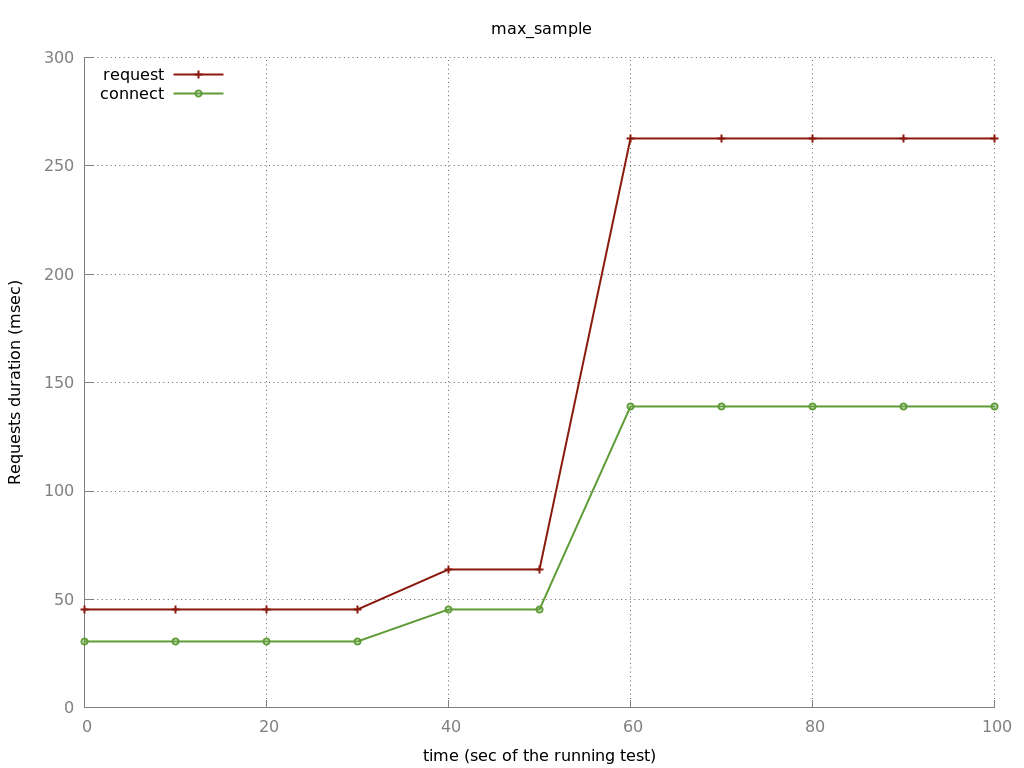 max_sample
request
connect
300
250
200
150
100
50
0
Requests duration (msec)
0 20 40 60 80 100
time (sec of the running test)